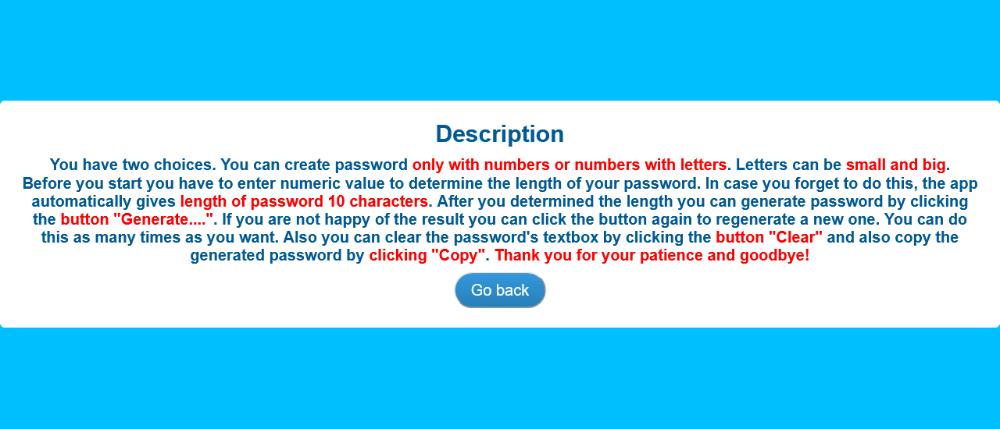 Description
You have two choices. You can create password only with numbers or numbers with letters. Letters can be small and big.
Before you start you have to enter numeric value to determine the length of your password. In case you forget to do this, the app
automatically gives length of password 10 characters. After you determined the length you can generate password by clicking
the button "Generate....". If you are not happy of the result you can click the button again to regenerate a new one. You can do
this as many times as you want. Also you can clear the password's textbox by clicking the button "Clear" and also copy the
generated password by clicking "Copy". Thank you for your patience and goodbye!
Go back